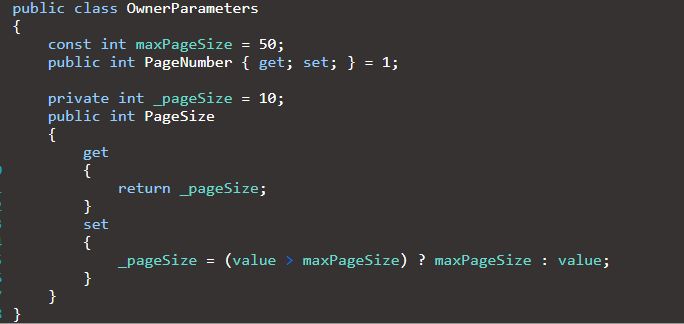 public class OwnerParameters
{
    const int maxPageSize = 50;
    public int PageNumber { get; set; } = 1;

    private int _pageSize = 10;
    public int PageSize
    {
        get
        {
            return _pageSize;
        }
        set
        {
            _pageSize = (value > maxPageSize) ? maxPageSize : value;
        }
    }
}